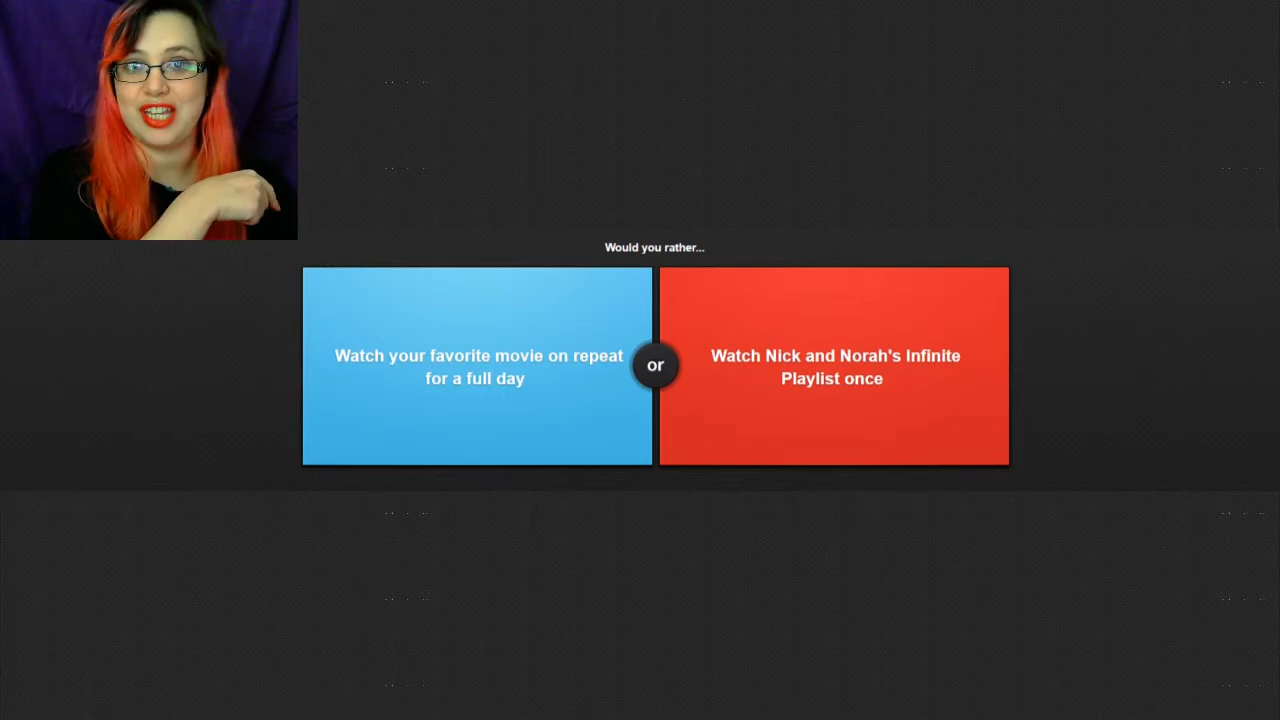 Would you rather...
Watch your favorite movie on repeat
for a full day
or
Watch Nick and Norah's Infinite
Playlist once